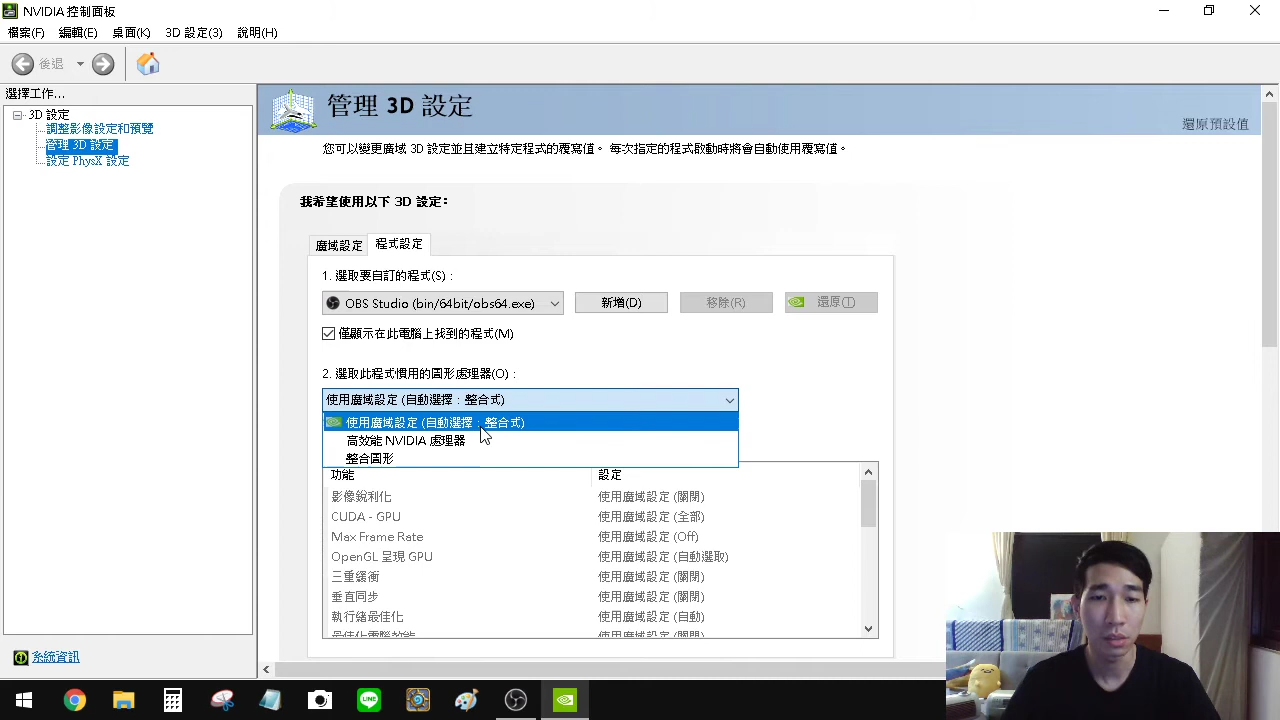 NVIDIA 控制面板
檔案(F) 編輯(E) 桌面(K) 3D 設定(3) 說明(H)
後退
選擇工作...
3D 設定
調整影像設定和預覽
管理 3D 設定
設定 PhysX 設定
系統資訊
管理 3D 設定
還原預設值
您可以變更廣域 3D 設定並且建立特定程式的覆寫值。 每次指定的程式啟動時將會自動使用覆寫值。
我希望使用以下 3D 設定:
廣域設定 程式設定
1. 選取要自訂的程式(S) :
OBS Studio (bin/64bit/obs64.exe) 新增(D) 移除(R) 還原(T)
僅顯示在此電腦上找到的程式(M)
2. 選取此程式慣用的圖形處理器(O) :
使用廣域設定 (自動選擇 : 整合式)
使用廣域設定 (自動選擇 : 整合式)
高效能 NVIDIA 處理器
整合圖形
功能 設定
影像銳利化 使用廣域設定 (關閉)
CUDA - GPU 使用廣域設定 (全部)
Max Frame Rate 使用廣域設定 (Off)
OpenGL 呈現 GPU 使用廣域設定 (自動選取)
三重緩衝 使用廣域設定 (關閉)
垂直同步 使用廣域設定 (關閉)
執行緒最佳化 使用廣域設定 (自動)
LINE